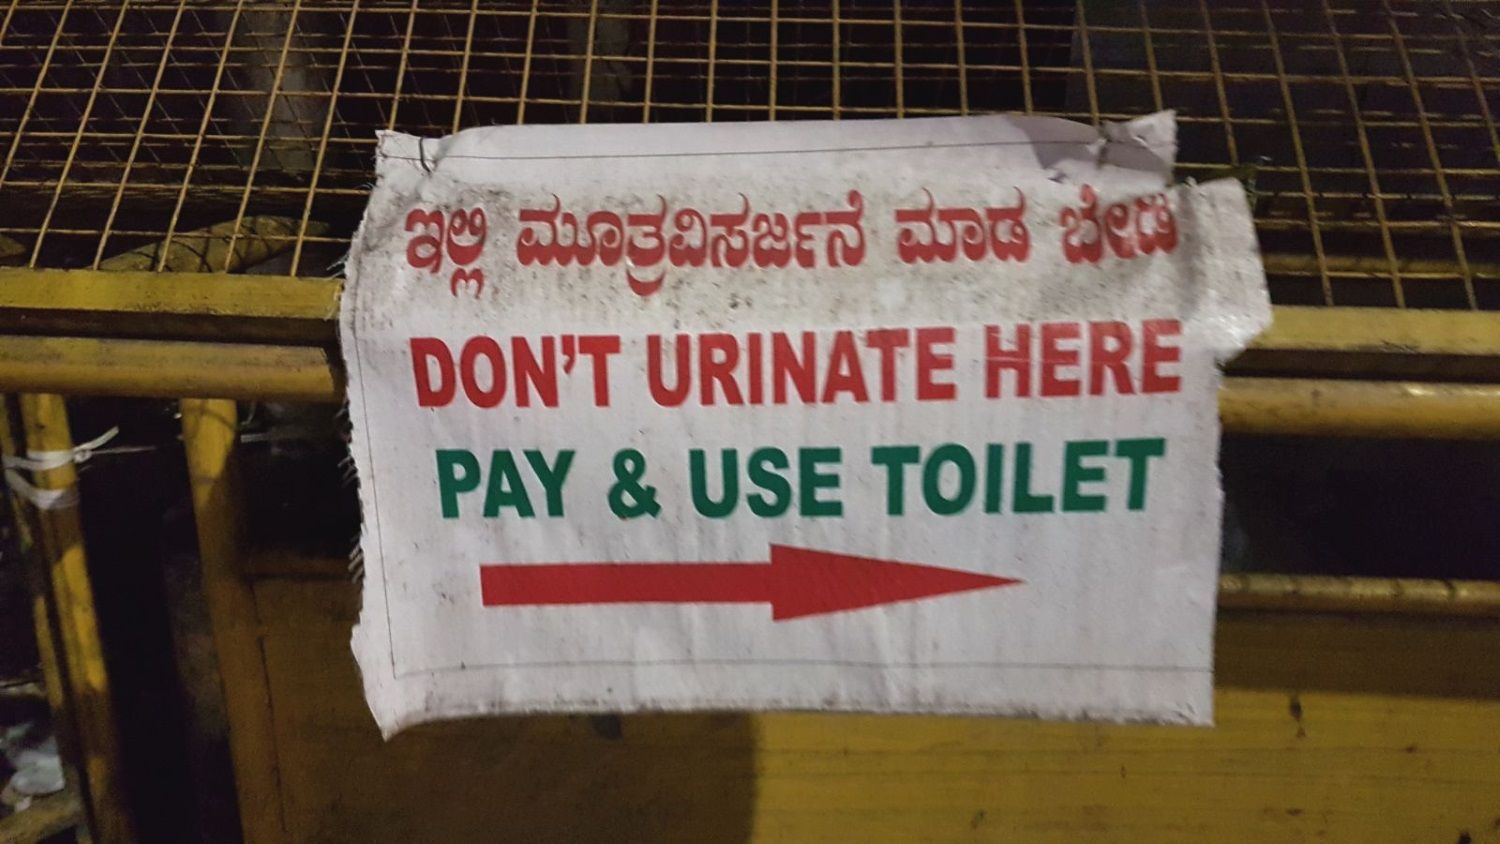 ಇಲ್ಲಿ ಮೂತ್ರವಿಸರ್ಜನೆ ಮಾಡ ಬೇಡಿ
DON'T URINATE HERE
PAY & USE TOILET